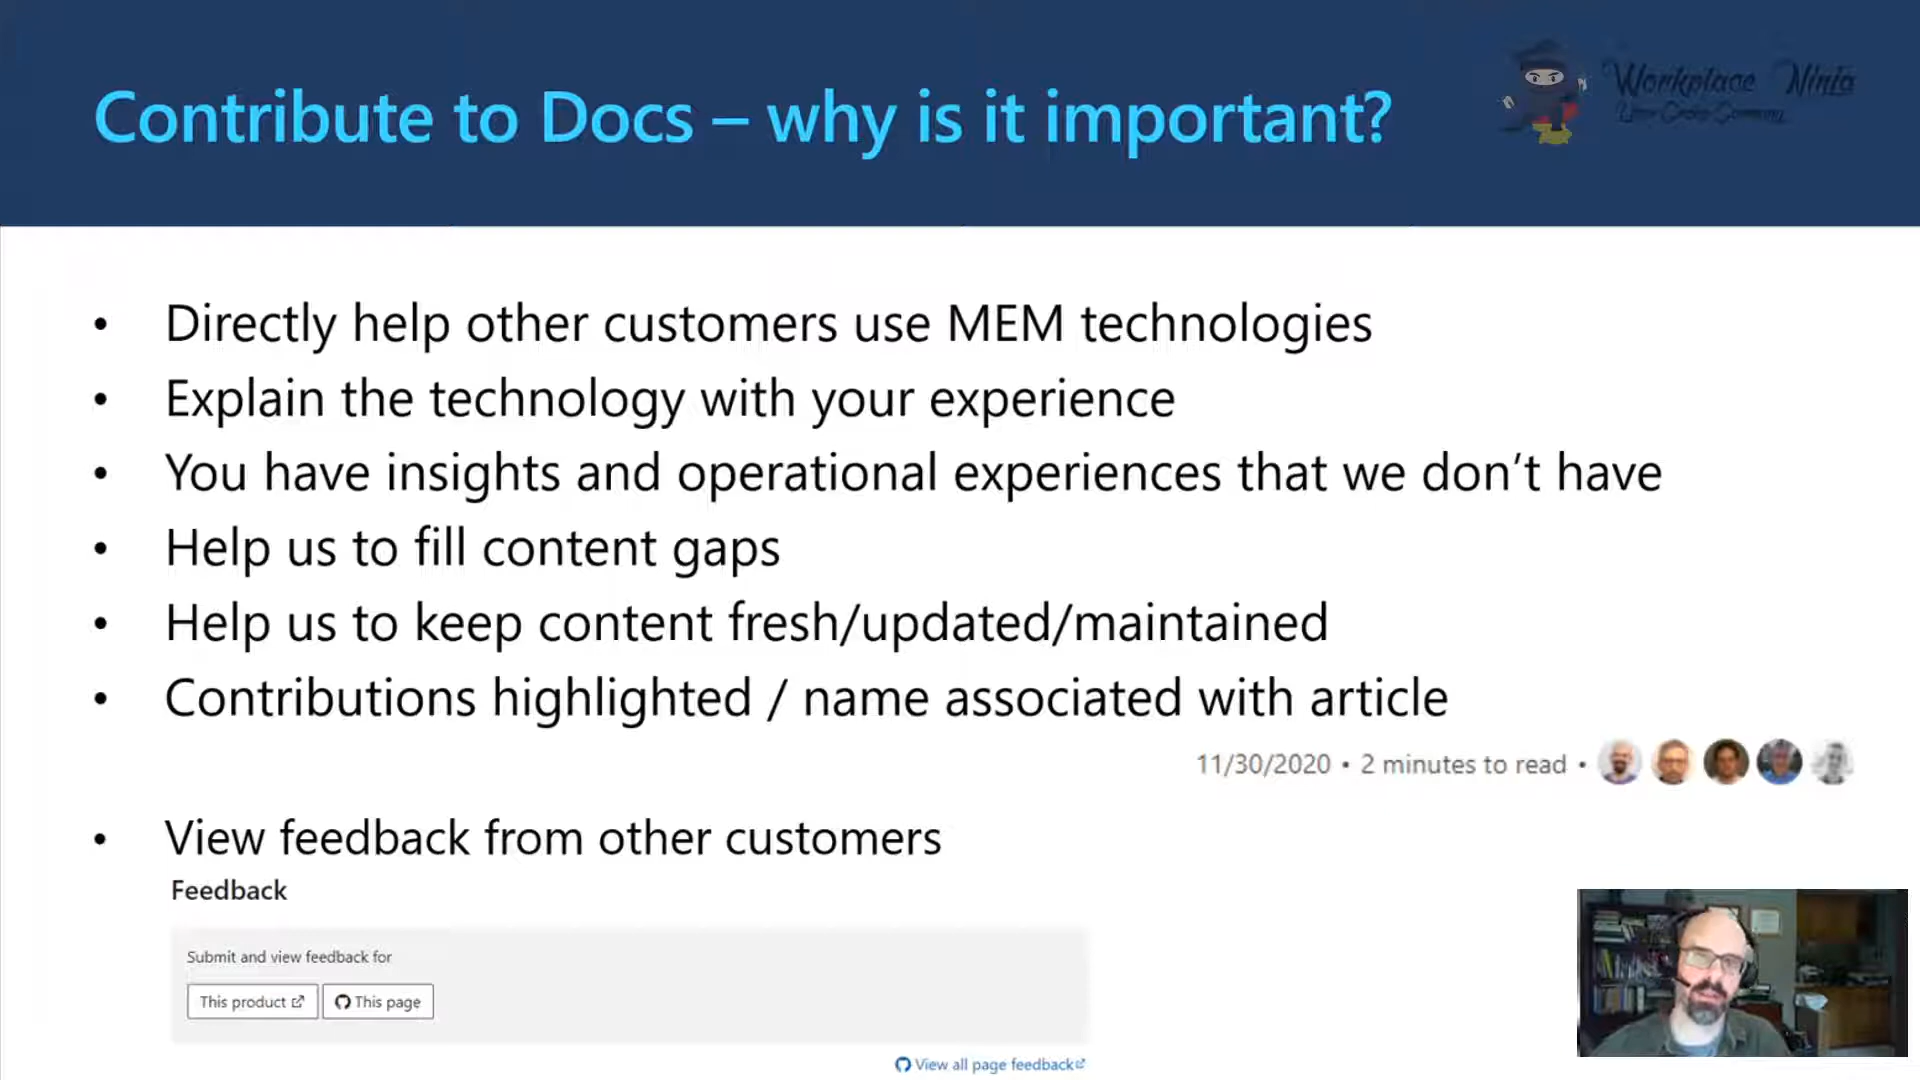 Contribute to Docs – why is it important?
Workplace Ninja
User Group Germany
• Directly help other customers use MEM technologies
• Explain the technology with your experience
• You have insights and operational experiences that we don’t have
• Help us to fill content gaps
• Help us to keep content fresh/updated/maintained
• Contributions highlighted / name associated with article
11/30/2020 • 2 minutes to read •
• View feedback from other customers
Feedback
Submit and view feedback for
This product
This page
View all page feedback